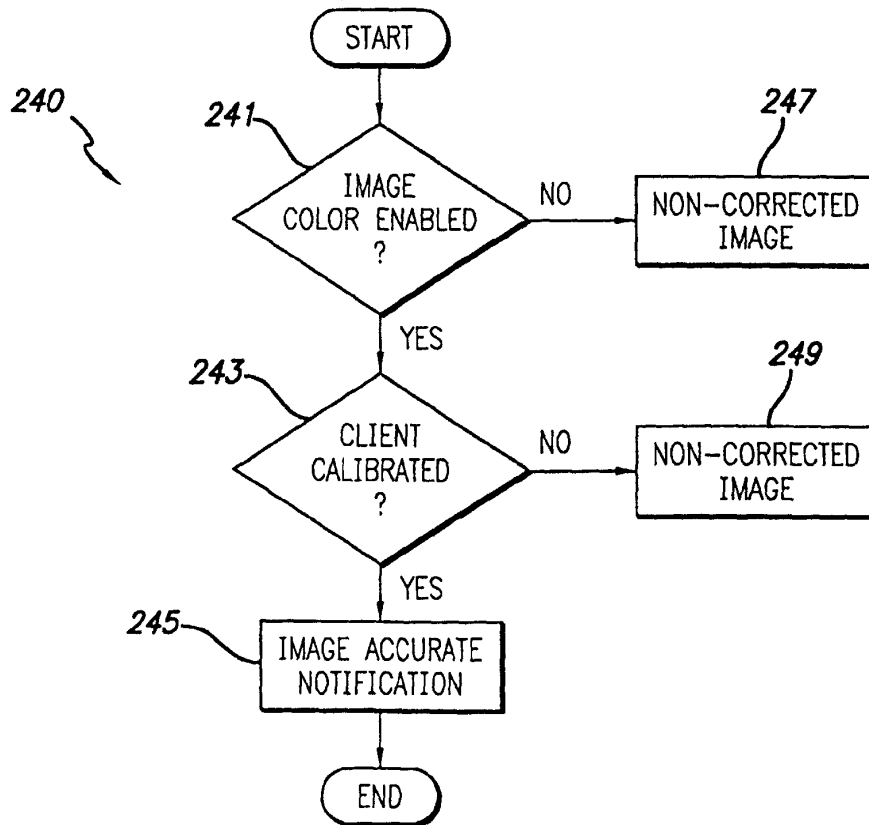 START
240
241
247
IMAGE
COLOR ENABLED
?
NO
NON-CORRECTED
IMAGE
YES
243
249
CLIENT
CALIBRATED
?
NO
NON-CORRECTED
IMAGE
YES
245
IMAGE ACCURATE
NOTIFICATION
END